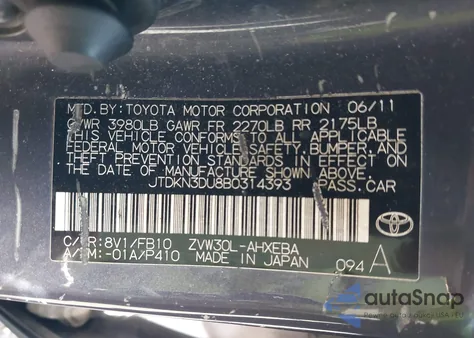 MFD. BY: TOYOTA MOTOR CORPORATION 06/11
GVWR 3980LB GAWR FR 2270LB RR 2175LB
THIS VEHICLE CONFORMS TO ALL APPLICABLE
FEDERAL MOTOR VEHICLE SAFETY, BUMPER, AND
THEFT PREVENTION STANDARDS IN EFFECT ON
THE DATE OF MANUFACTURE SHOWN ABOVE.
JTDKN3DU8B0314393 PASS.CAR
C/TR:8V1/FB10 ZVW30L-AHXEBA
A/TM:-01A/P410 MADE IN JAPAN 094 A
TOYOTA
autoSnap